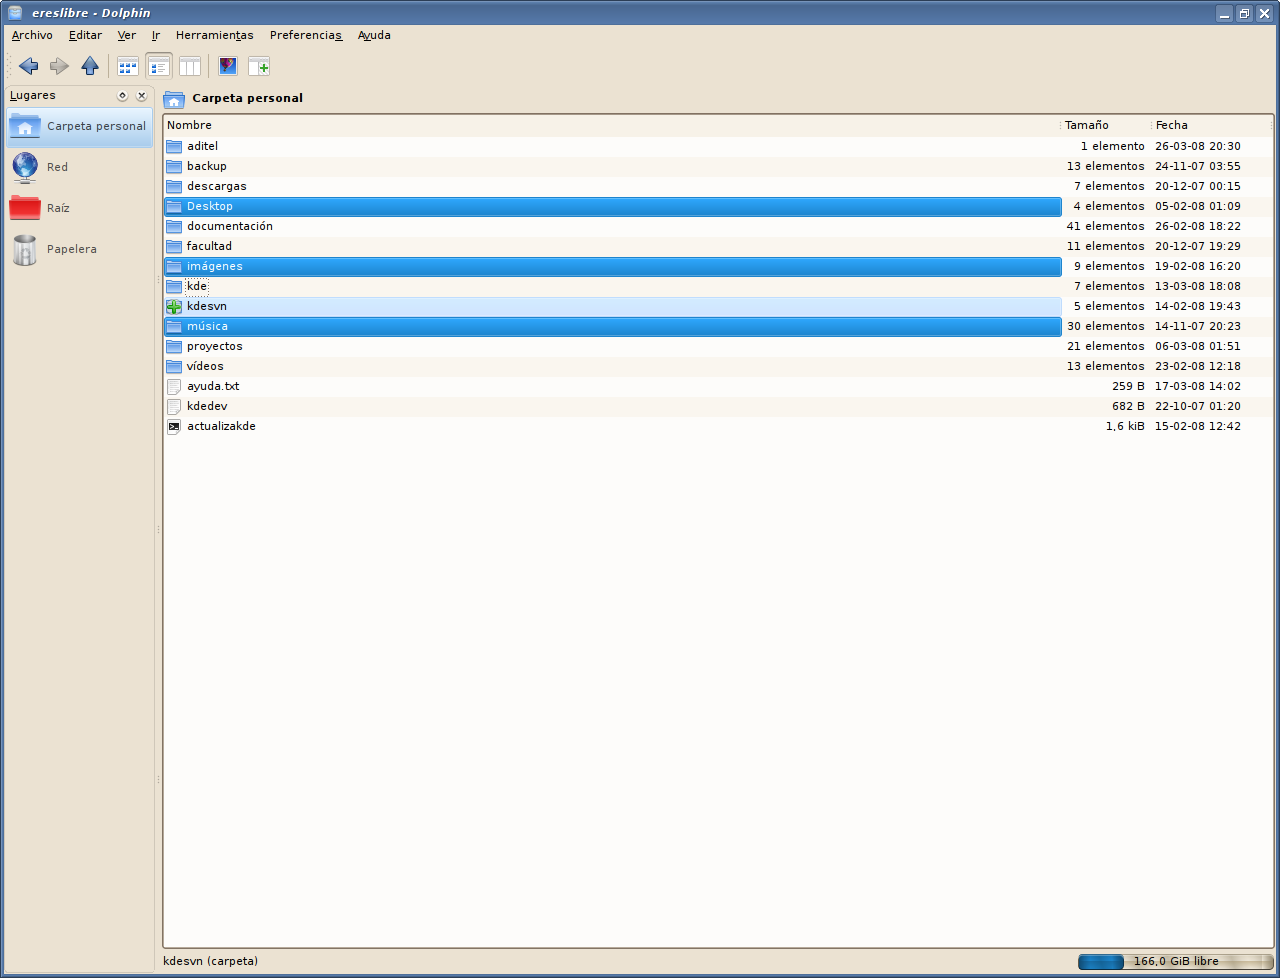 ereslibre - Dolphin
Archivo Editar Ver Ir Herramientas Preferencias Ayuda
Lugares
Carpeta personal
Red
Raíz
Papelera
Carpeta personal
Nombre Tamaño Fecha
aditel 1 elemento 26-03-08 20:30
backup 13 elementos 24-11-07 03:55
descargas 7 elementos 20-12-07 00:15
Desktop 4 elementos 05-02-08 01:09
documentación 41 elementos 26-02-08 18:22
facultad 11 elementos 20-12-07 19:29
imágenes 9 elementos 19-02-08 16:20
kde 7 elementos 13-03-08 18:08
kdesvn 5 elementos 14-02-08 19:43
música 30 elementos 14-11-07 20:23
proyectos 21 elementos 06-03-08 01:51
vídeos 13 elementos 23-02-08 12:18
ayuda.txt 259 B 17-03-08 14:02
kdedev 682 B 22-10-07 01:20
actualizakde 1,6 kiB 15-02-08 12:42
kdesvn (carpeta) 166,0 GiB libre